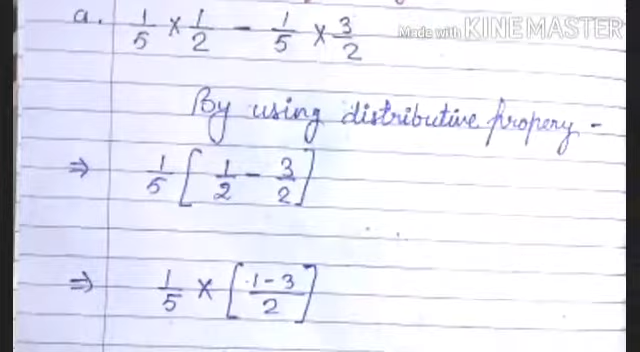 a. 1/5 × 1/2 - 1/5 × 3/2
Made with KINEMASTER
By using distributive propery -
⇒ 1/5 [ 1/2 - 3/2 ]
⇒ 1/5 × [ 1-3/2 ]